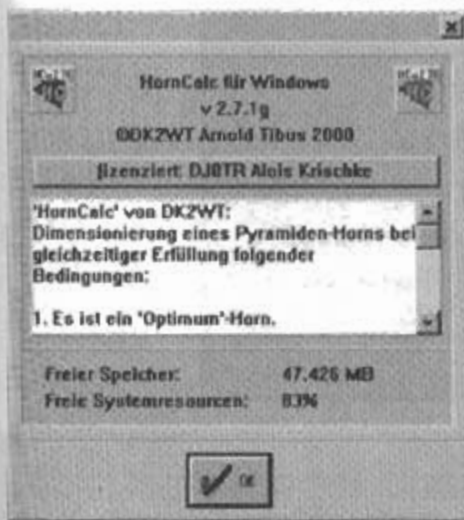 HornCalc für Windows
v 2.7.1g
©DK2WT Arnold Tibus 2000
lizenziert: DJ0TR Alois Krischke
'HornCalc' von DK2WT:
Dimensionierung eines Pyramiden-Horns bei
gleichzeitiger Erfüllung folgender
Bedingungen:
1. Es ist ein 'Optimum'-Horn.
Freier Speicher: 47.426 MB
Freie Systemresourcen: 83%
OK